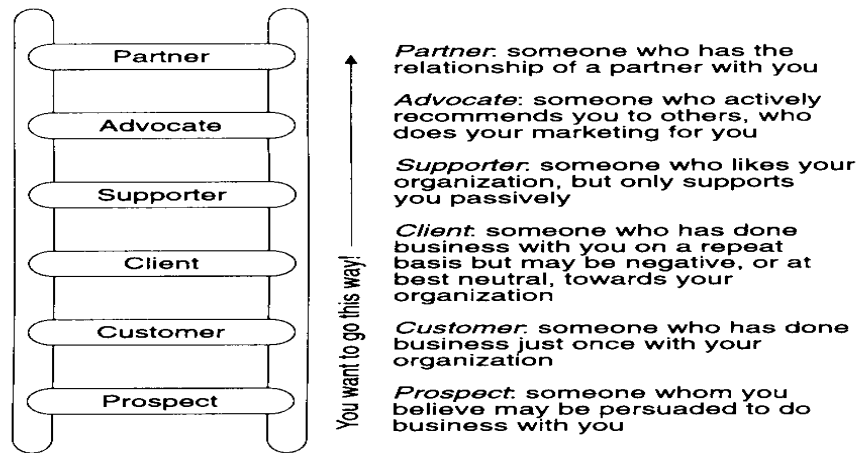 Partner
Advocate
Supporter
Client
Customer
Prospect
You want to go this way!
Partner: someone who has the
relationship of a partner with you
Advocate: someone who actively
recommends you to others, who
does your marketing for you
Supporter: someone who likes your
organization, but only supports
you passively
Client: someone who has done
business with you on a repeat
basis but may be negative, or at
best neutral, towards your
organization
Customer: someone who has done
business just once with your
organization
Prospect: someone whom you
believe may be persuaded to do
business with you